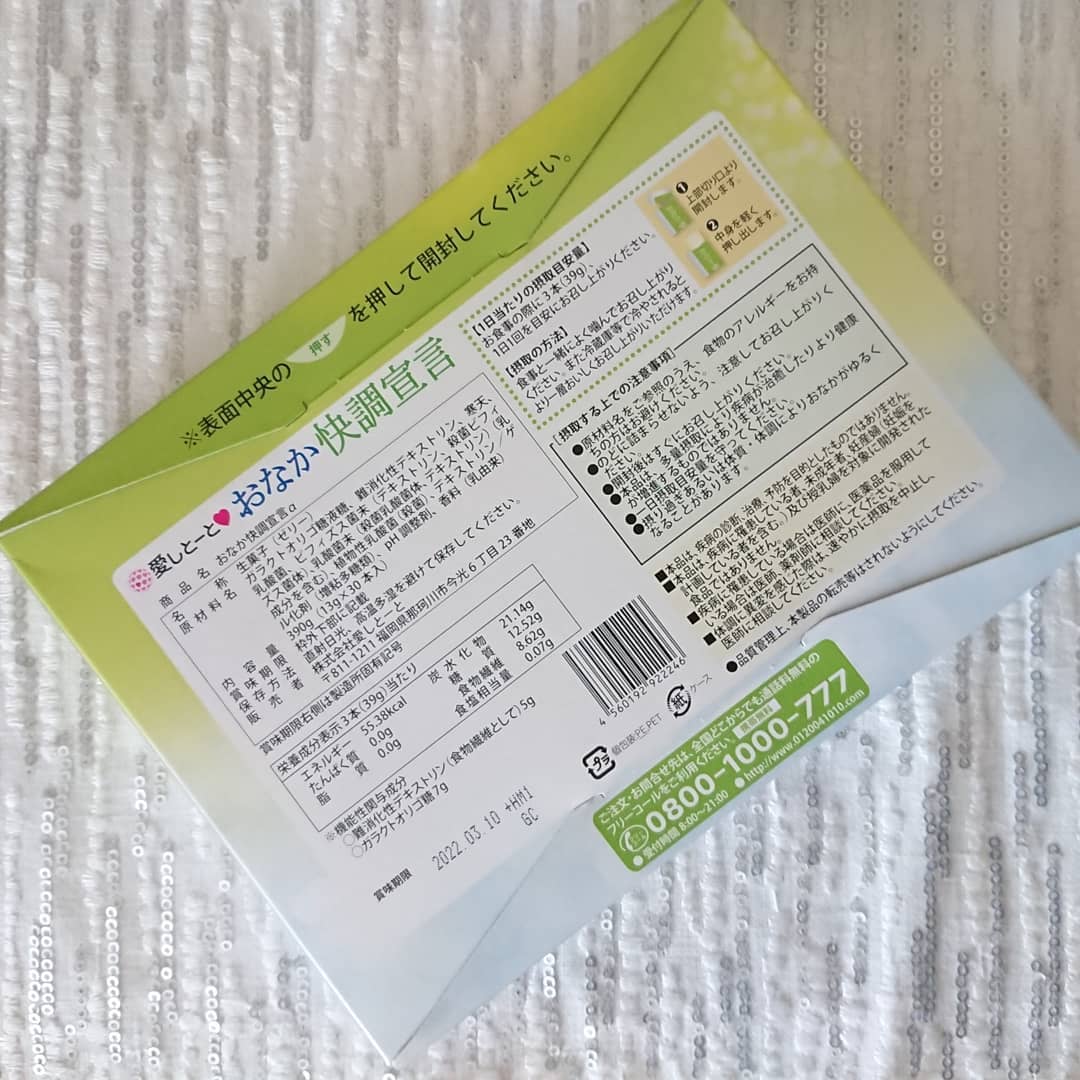 ※表面中央の 押す を押して開封してください。
愛しとーと おなか快調宣言
商品名 おなか快調宣言α
名称 生菓子(ゼリー)
原材料名 ガラクトオリゴ糖液糖、難消化性デキストリン、寒天、
乳酸菌・ビフィズス菌末(デキストリン、殺菌ビフィ
ズス菌体、殺菌乳酸菌体、デキストリン)(乳
成分を含む)、植物性乳酸菌(殺菌)/ゲ
ル化剤(増粘多糖類)、pH調整剤、香料(乳由来)
内容量 390g(13g×30本入)
賞味期限 枠外下部に記載
保存方法 直射日光、高温多湿を避けて保存してください。
販売者 株式会社愛しとーと
〒811-1211 福岡県那珂川市今光6丁目23番地
賞味期限右側は製造所固有記号
栄養成分表示 3本(39g)当たり
エネルギー 55.38kcal 炭水化物 21.14g
たんぱく質 0.0g 糖質 12.52g
脂質 0.0g 食物繊維 8.62g
食塩相当量 0.07g
※機能性関与成分
○難消化性デキストリン(食物繊維として)5g
○ガラクトオリゴ糖7g
賞味期限 2022.03.10 +HM1
GC
【1日当たりの摂取目安量】
お食事の際に3本(39g)、
1日1回を目安にお召し上がりください。
【摂取の方法】
食事と一緒によく噛んでお召し上がり
ください。また冷蔵庫等で冷やされると
より一層おいしくお召し上がりいただけます。
1 上部切り口より
開封します。
2 中身を軽く
押し出します。
【摂取する上での注意事項】
●原材料名をご参照のうえ、食物のアレルギーをお持
ちの方はお避けください。
●のどに詰まらせないよう、注意してお召し上がりく
ださい。
●開封後はすぐにお召し上がりください。
●本品は、多量摂取により疾病が治癒したりより健康
が増進するものではありません。
●一日摂取目安量を守ってください。
●摂り過ぎあるいは体質・体調によりおなかがゆるく
なることがあります。
■本品は、疾病の診断、治療、予防を目的としたものではありません。
■本品は、疾病に罹患している者、未成年者、妊産婦(妊娠を
計画している者を含む。)及び授乳婦を対象に開発された
食品ではありません。
■疾病に罹患している場合は医師に、医薬品を服用して
いる場合は医師、薬剤師に相談してください。
■体調に異変を感じた際は、速やかに摂取を中止し、
医師に相談してください。
●品質管理上、本製品の転売等はされないようにしてください。
4 560192 922246
プラ 個包装:PE,PET
紙 ケース
ご注文・お問合せ先は、全国どこからでも通話料無料の
フリーコールをご利用ください。 通話無料
0800-1000-777
●受付時間 8:00~21:00 ●http://www.0120041010.com